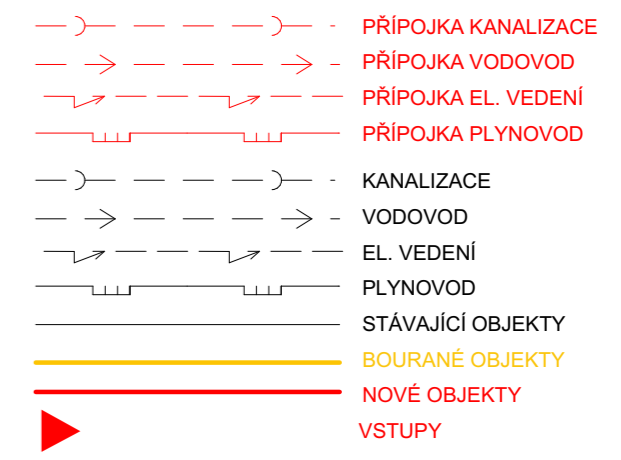 PŘÍPOJKA KANALIZACE
PŘÍPOJKA VODOVOD
PŘÍPOJKA EL. VEDENÍ
PŘÍPOJKA PLYNOVOD
KANALIZACE
VODOVOD
EL. VEDENÍ
PLYNOVOD
STÁVAJÍCÍ OBJEKTY
BOURANÉ OBJEKTY
NOVÉ OBJEKTY
VSTUPY